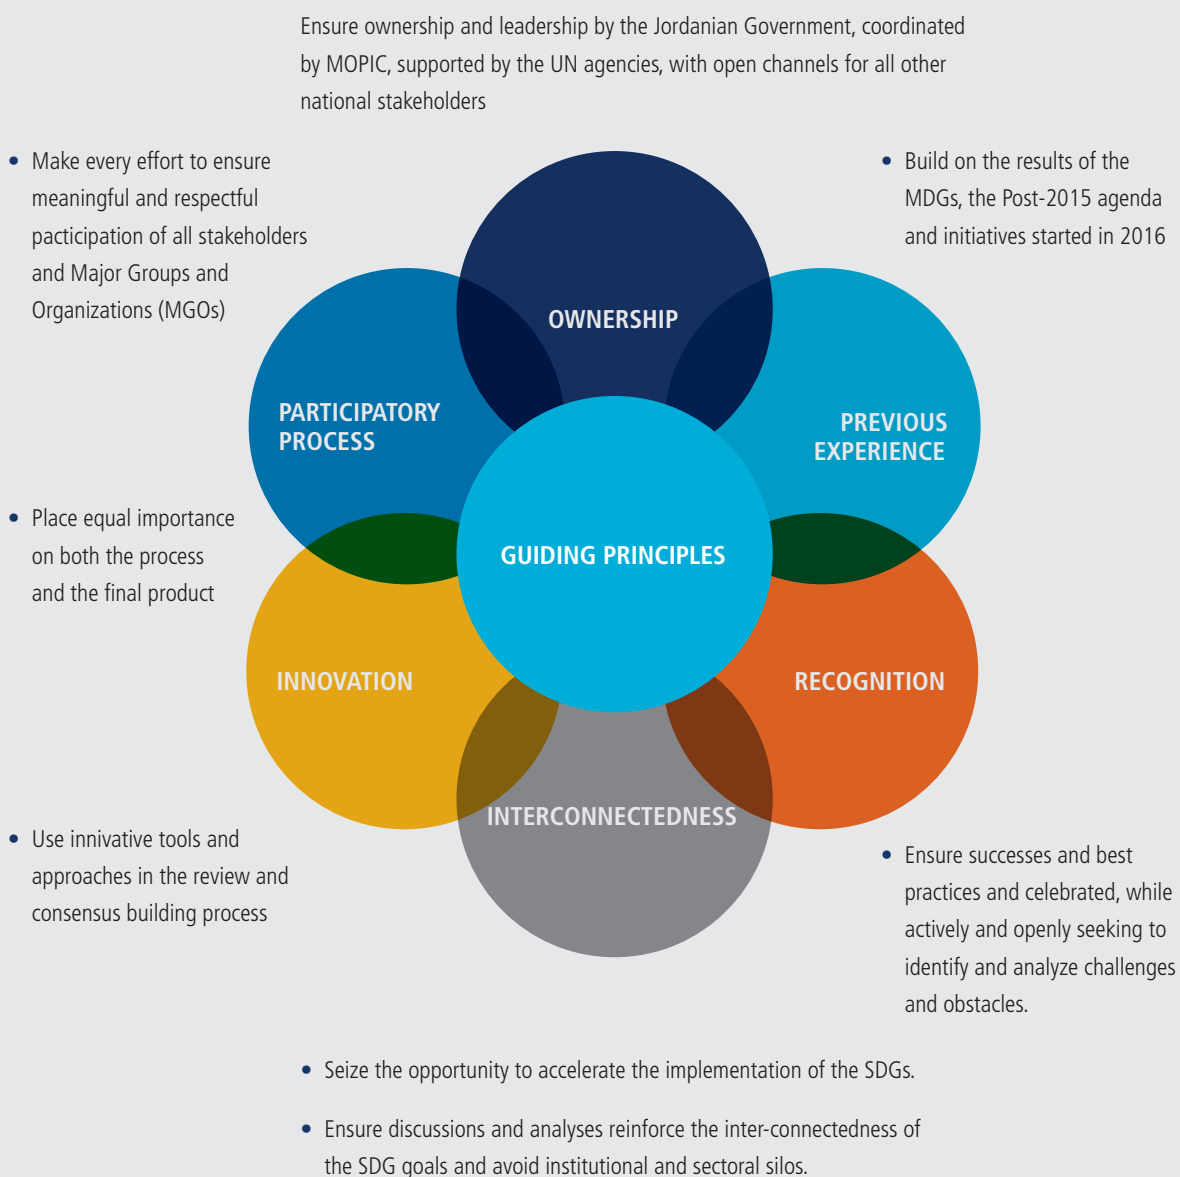 Ensure ownership and leadership by the Jordanian Government, coordinated
by MOPIC, supported by the UN agencies, with open channels for all other
national stakeholders
• Make every effort to ensure
meaningful and respectful
pacticipation of all stakeholders
and Major Groups and
Organizations (MGOs)
• Build on the results of the
MDGs, the Post-2015 agenda
and initiatives started in 2016
OWNERSHIP
PARTICIPATORY
PROCESS
PREVIOUS
EXPERIENCE
• Place equal importance
on both the process
and the final product
GUIDING PRINCIPLES
INNOVATION
RECOGNITION
INTERCONNECTEDNESS
• Use innivative tools and
approaches in the review and
consensus building process
• Ensure successes and best
practices and celebrated, while
actively and openly seeking to
identify and analyze challenges
and obstacles.
• Seize the opportunity to accelerate the implementation of the SDGs.
• Ensure discussions and analyses reinforce the inter-connectedness of
the SDG goals and avoid institutional and sectoral silos.